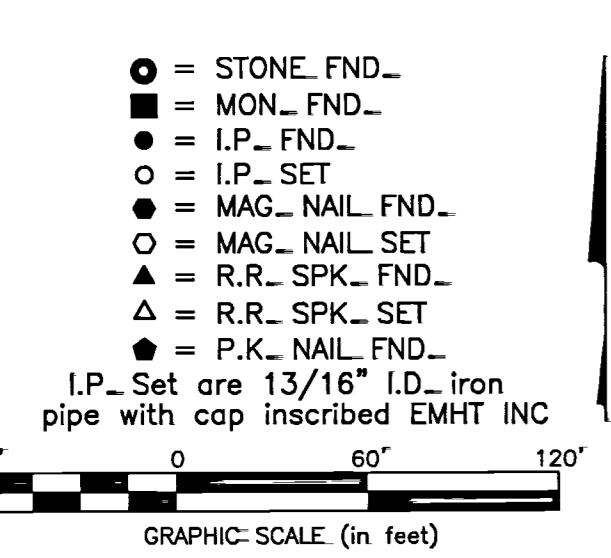 = STONE FND.
= MON. FND.
= I.P. FND.
= I.P. SET
= MAG. NAIL FND.
= MAG. NAIL SET
= R.R. SPK. FND.
= R.R. SPK. SET
= P.K. NAIL FND.
I.P. Set are 13/16" I.D. iron
pipe with cap inscribed EMHT INC
0 60' 120'
GRAPHIC SCALE (in feet)